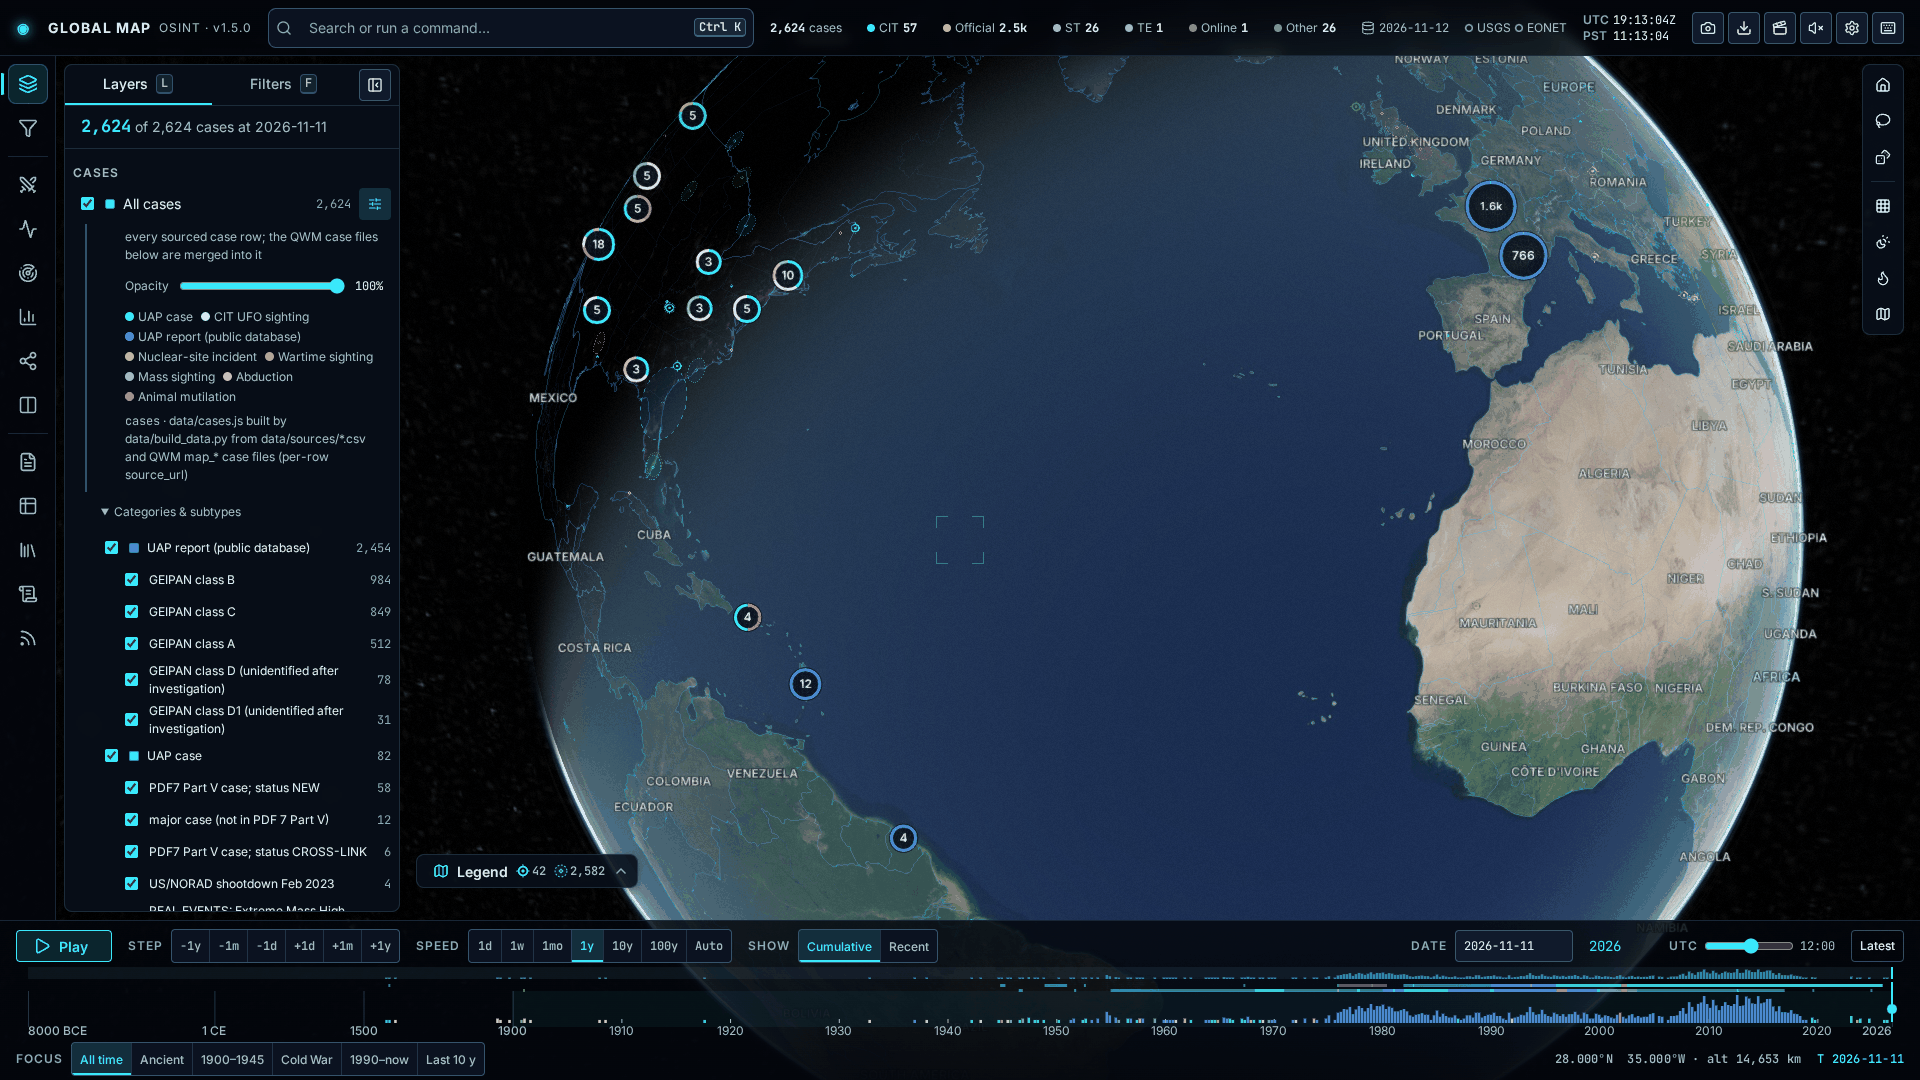 GLOBAL MAP OSINT · v1.5.0
Search or run a command... Ctrl K
2,624 cases CIT 57 Official 2.5k ST 26 TE 1 Online 1 Other 26 2026-11-12 USGS EONET
UTC 19:13:04Z
PST 11:13:04
Layers L Filters F
2,624 of 2,624 cases at 2026-11-11
CASES
All cases 2,624
every sourced case row; the QWM case files
below are merged into it
Opacity 100%
UAP case CIT UFO sighting
UAP report (public database)
Nuclear-site incident Wartime sighting
Mass sighting Abduction
Animal mutilation
cases · data/cases.js built by
data/build_data.py from data/sources/*.csv
and QWM map_* case files (per-row
source_url)
▼ Categories & subtypes
UAP report (public database) 2,454
GEIPAN class B 984
GEIPAN class C 849
GEIPAN class A 512
GEIPAN class D (unidentified after
investigation) 78
GEIPAN class D1 (unidentified after
investigation) 31
UAP case 82
PDF7 Part V case; status NEW 58
major case (not in PDF 7 Part V) 12
PDF7 Part V case; status CROSS-LINK 6
US/NORAD shootdown Feb 2023 4
REAL EVENTS: Extreme Mass High
NORWAY ESTONIA
EUROPE
DENMARK
POLAND
UNITED KINGDOM
IRELAND
GERMANY
ROMANIA
TURKEY
SYRIA
GREECE
ISRAEL
SPAIN
PORTUGAL
SAUDI ARABIA
TUNISIA
EGYPT
LIBYA
MOROCCO
ALGERIA
SUDAN
ETHIOPIA
CHAD
NIGER
S. SUDAN
MALI
MAURITANIA
UGANDA
AFRICA
BURKINA FASO NIGERIA
SENEGAL
DEM. REP. CONGO
GUINEA
GHANA
CÔTE D'IVOIRE
GABON
ANGOLA
NAMIBIA
MEXICO
CUBA
GUATEMALA
COSTA RICA
COLOMBIA
VENEZUELA
ECUADOR
5
5
5
18
3
10
5
3
5
3
4
12
4
1.6k
766
Legend 42 2,582
Play STEP -1y -1m -1d +1d +1m +1y SPEED 1d 1w 1mo 1y 10y 100y Auto SHOW Cumulative Recent DATE 2026-11-11 2026 UTC 12:00 Latest
8000 BCE 1 CE 1500 1900 1910 1920 1930 1940 1950 1960 1970 1980 1990 2000 2010 2020 2026
FOCUS All time Ancient 1900–1945 Cold War 1990–now Last 10 y
28.000°N 35.000°W · alt 14,653 km T 2026-11-11